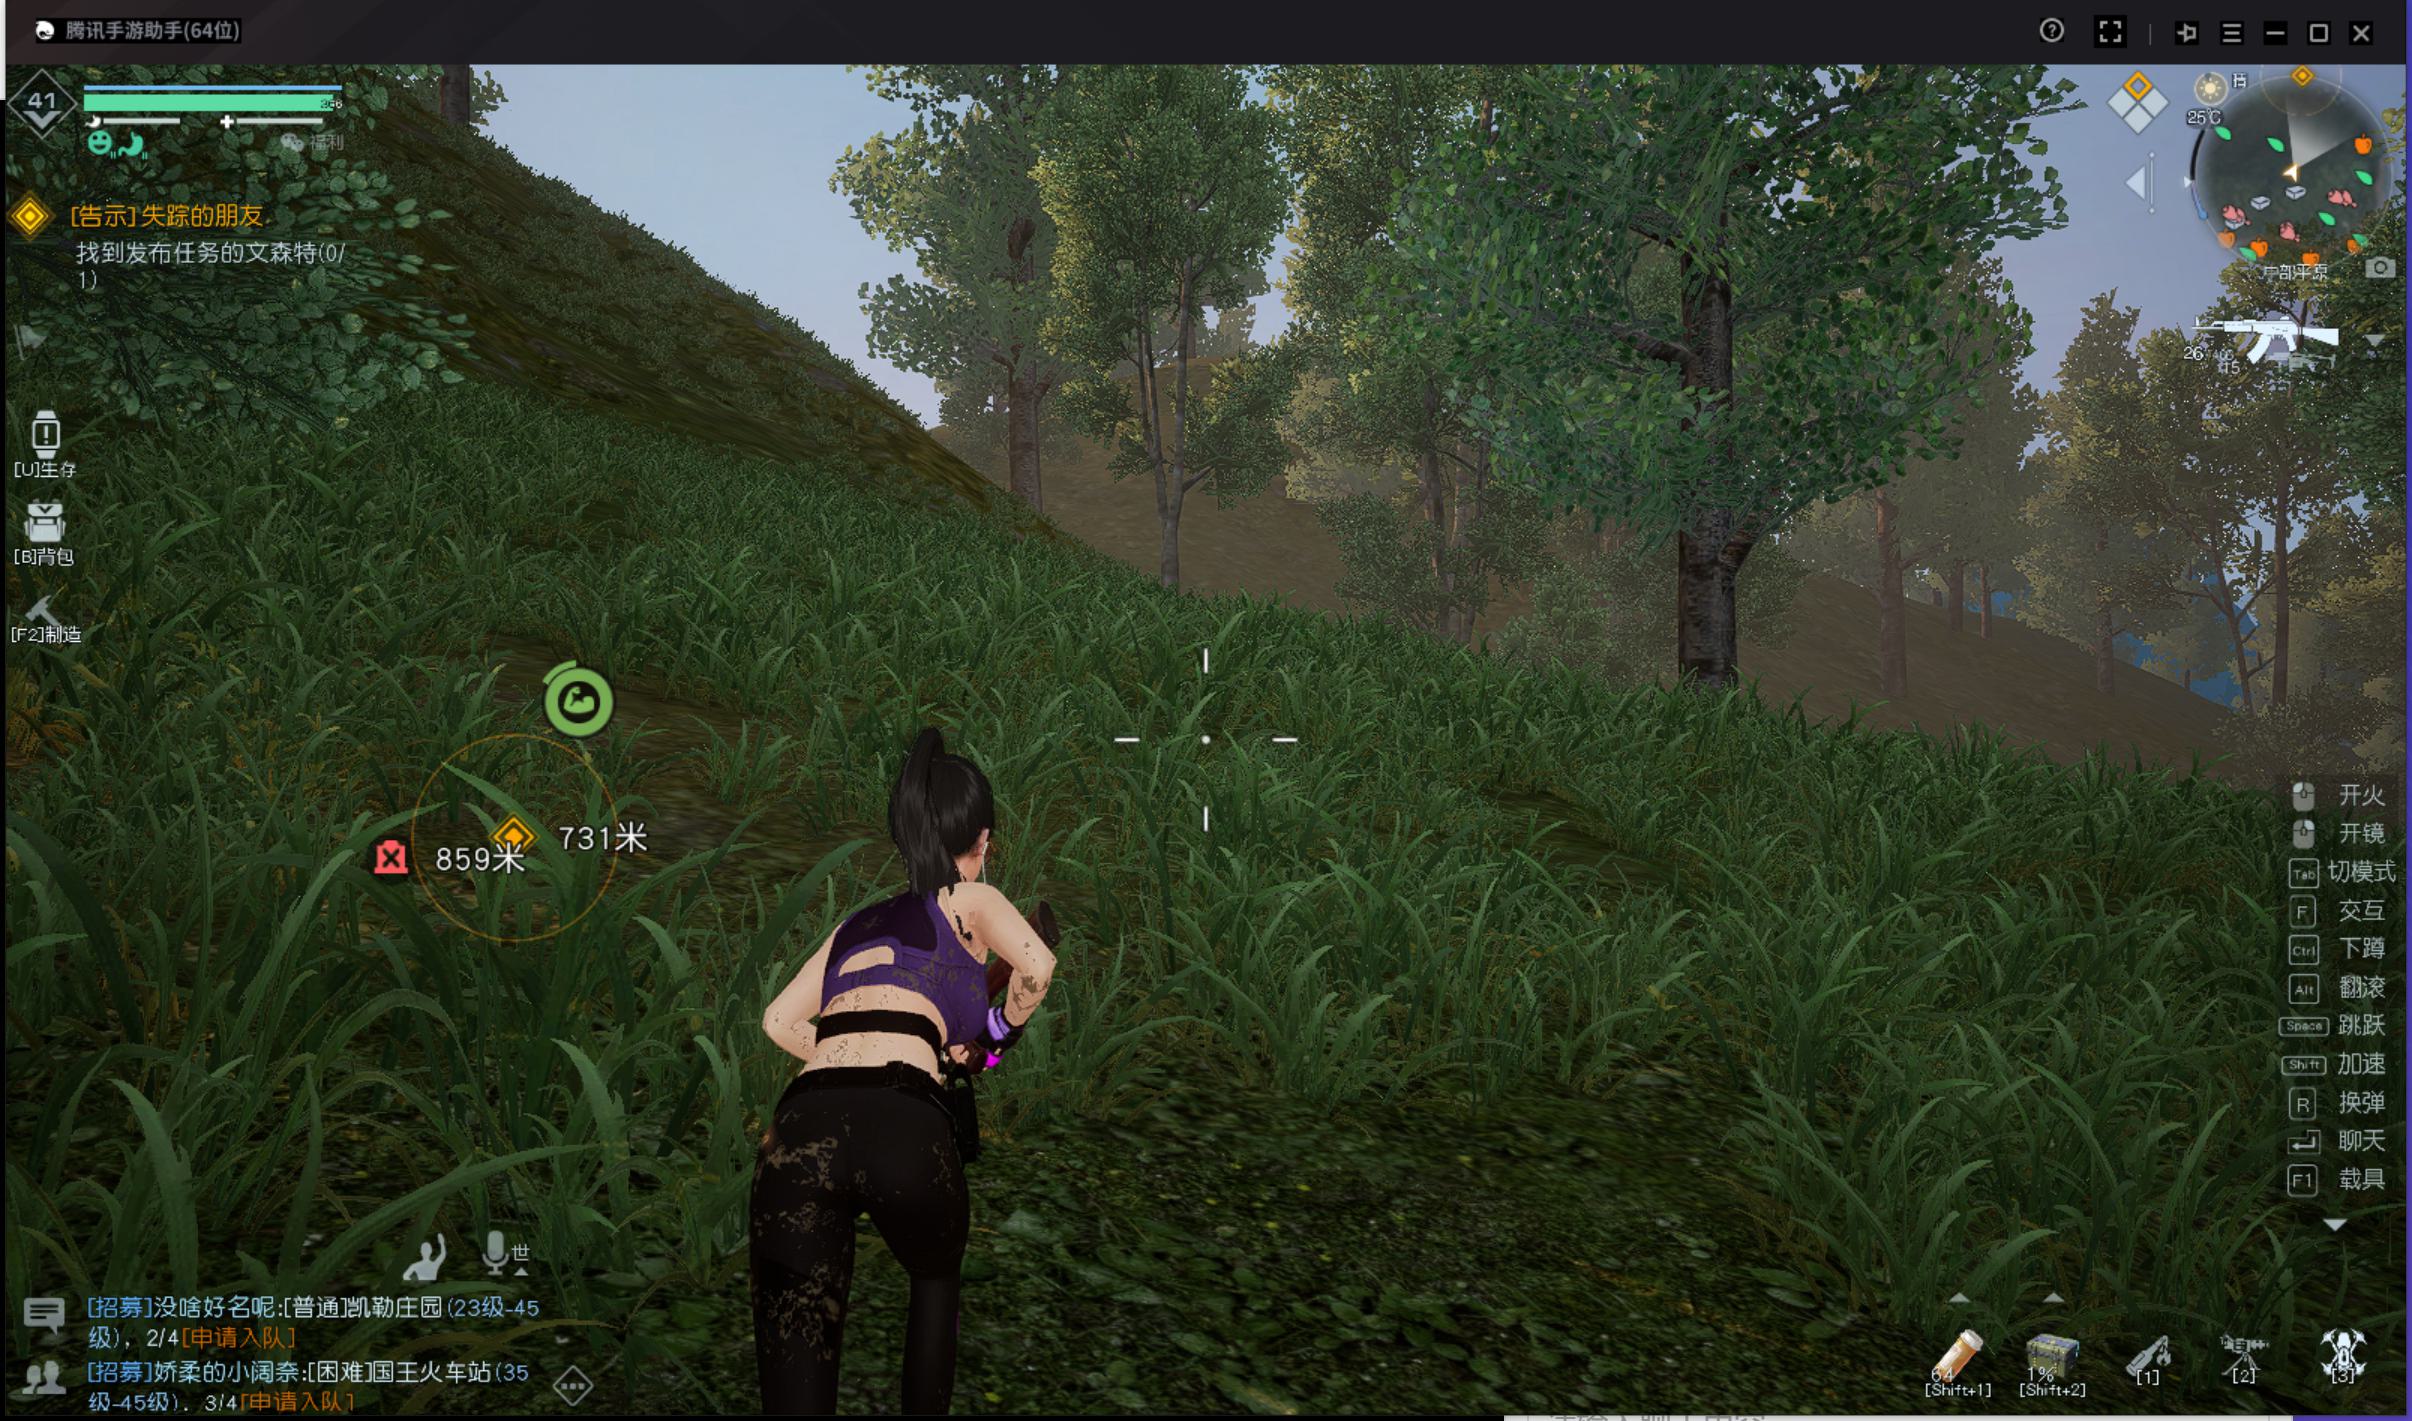 腾讯手游助手(64位)
41
福利
[告示]失踪的朋友
找到发布任务的文森特(0/
1)
25℃
中部平原
26
15
[U]生存
[B]背包
[F2]制造
731米
859米
开火
开镜
Tab 切模式
F 交互
Ctrl 下蹲
Alt 翻滚
Space 跳跃
Shift 加速
R 换弹
聊天
F1 载具
世
[招募]没啥好名呢:[普通]凯勒庄园(23级-45
级), 2/4[申请入队]
[招募]娇柔的小阔奈:[困难]国王火车站(35
级-45级), 3/4[申请入队]
64
[Shift+1]
1%
[Shift+2]
[1]
[2]
[3]